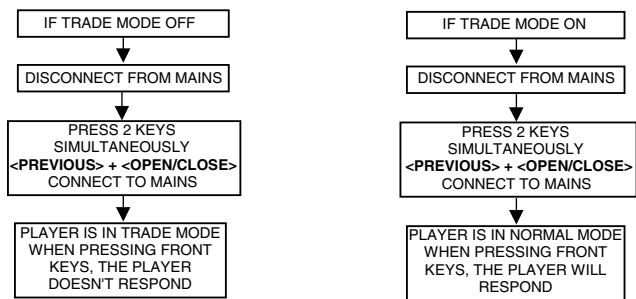 IF TRADE MODE OFF
DISCONNECT FROM MAINS
PRESS 2 KEYS
SIMULTANEOUSLY
<PREVIOUS> + <OPEN/CLOSE>
CONNECT TO MAINS
PLAYER IS IN TRADE MODE
WHEN PRESSING FRONT
KEYS, THE PLAYER
DOESN'T RESPOND
IF TRADE MODE ON
DISCONNECT FROM MAINS
PRESS 2 KEYS
SIMULTANEOUSLY
<PREVIOUS> + <OPEN/CLOSE>
CONNECT TO MAINS
PLAYER IS IN NORMAL MODE
WHEN PRESSING FRONT
KEYS, THE PLAYER WILL
RESPOND